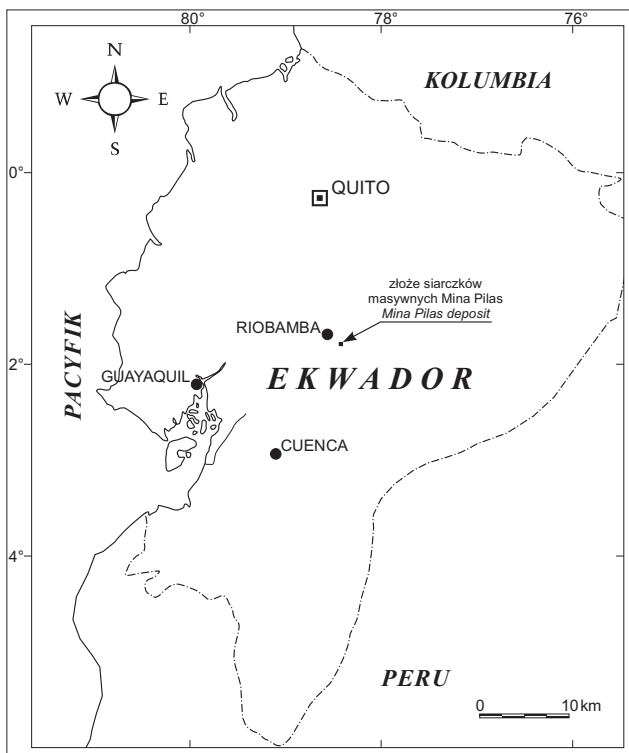 80°
78°
76°
N
W
E
S
KOLUMBIA
0°
QUITO
złoże siarczków
masywnych Mina Pilas
Mina Pilas deposit
RIOBAMBA
PACYFIK
2°
GUAYAQUIL
EKWADOR
CUENCA
4°
PERU
0
10 km